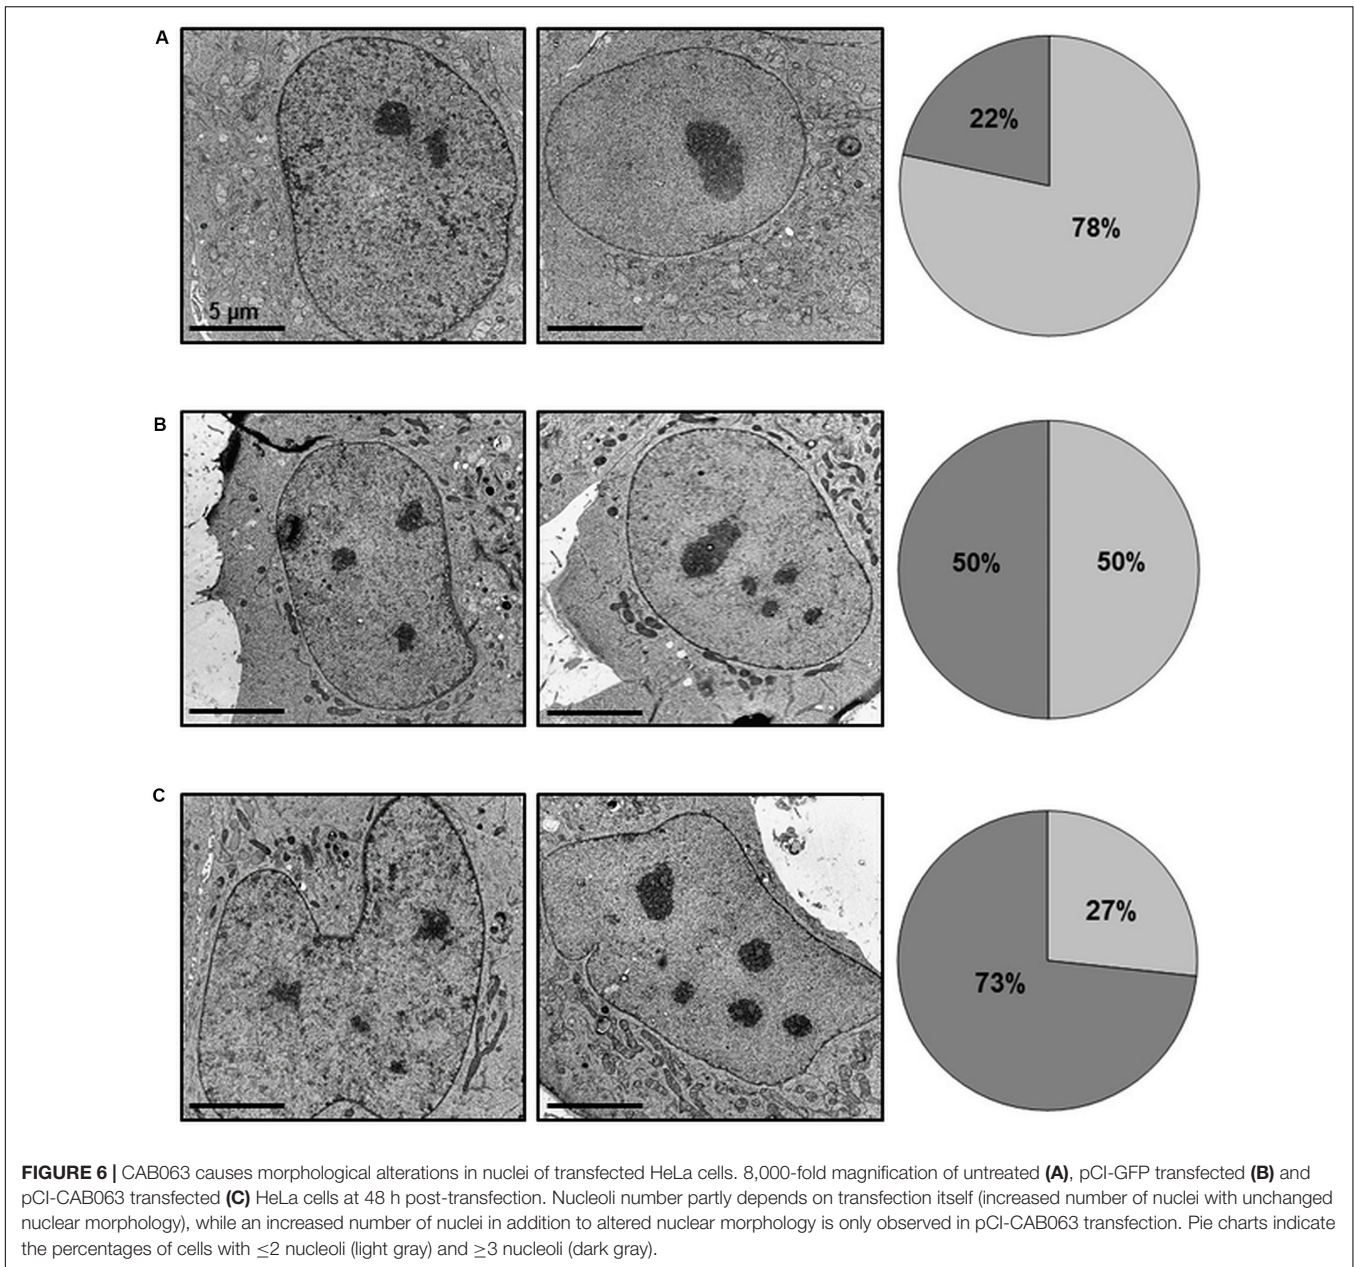 A
22%
78%
5 µm
B
50%
50%
C
27%
73%
FIGURE 6 | CAB063 causes morphological alterations in nuclei of transfected HeLa cells. 8,000-fold magnification of untreated (A), pCI-GFP transfected (B) and
pCI-CAB063 transfected (C) HeLa cells at 48 h post-transfection. Nucleoli number partly depends on transfection itself (increased number of nuclei with unchanged
nuclear morphology), while an increased number of nuclei in addition to altered nuclear morphology is only observed in pCI-CAB063 transfection. Pie charts indicate
the percentages of cells with ≤2 nucleoli (light gray) and ≥3 nucleoli (dark gray).